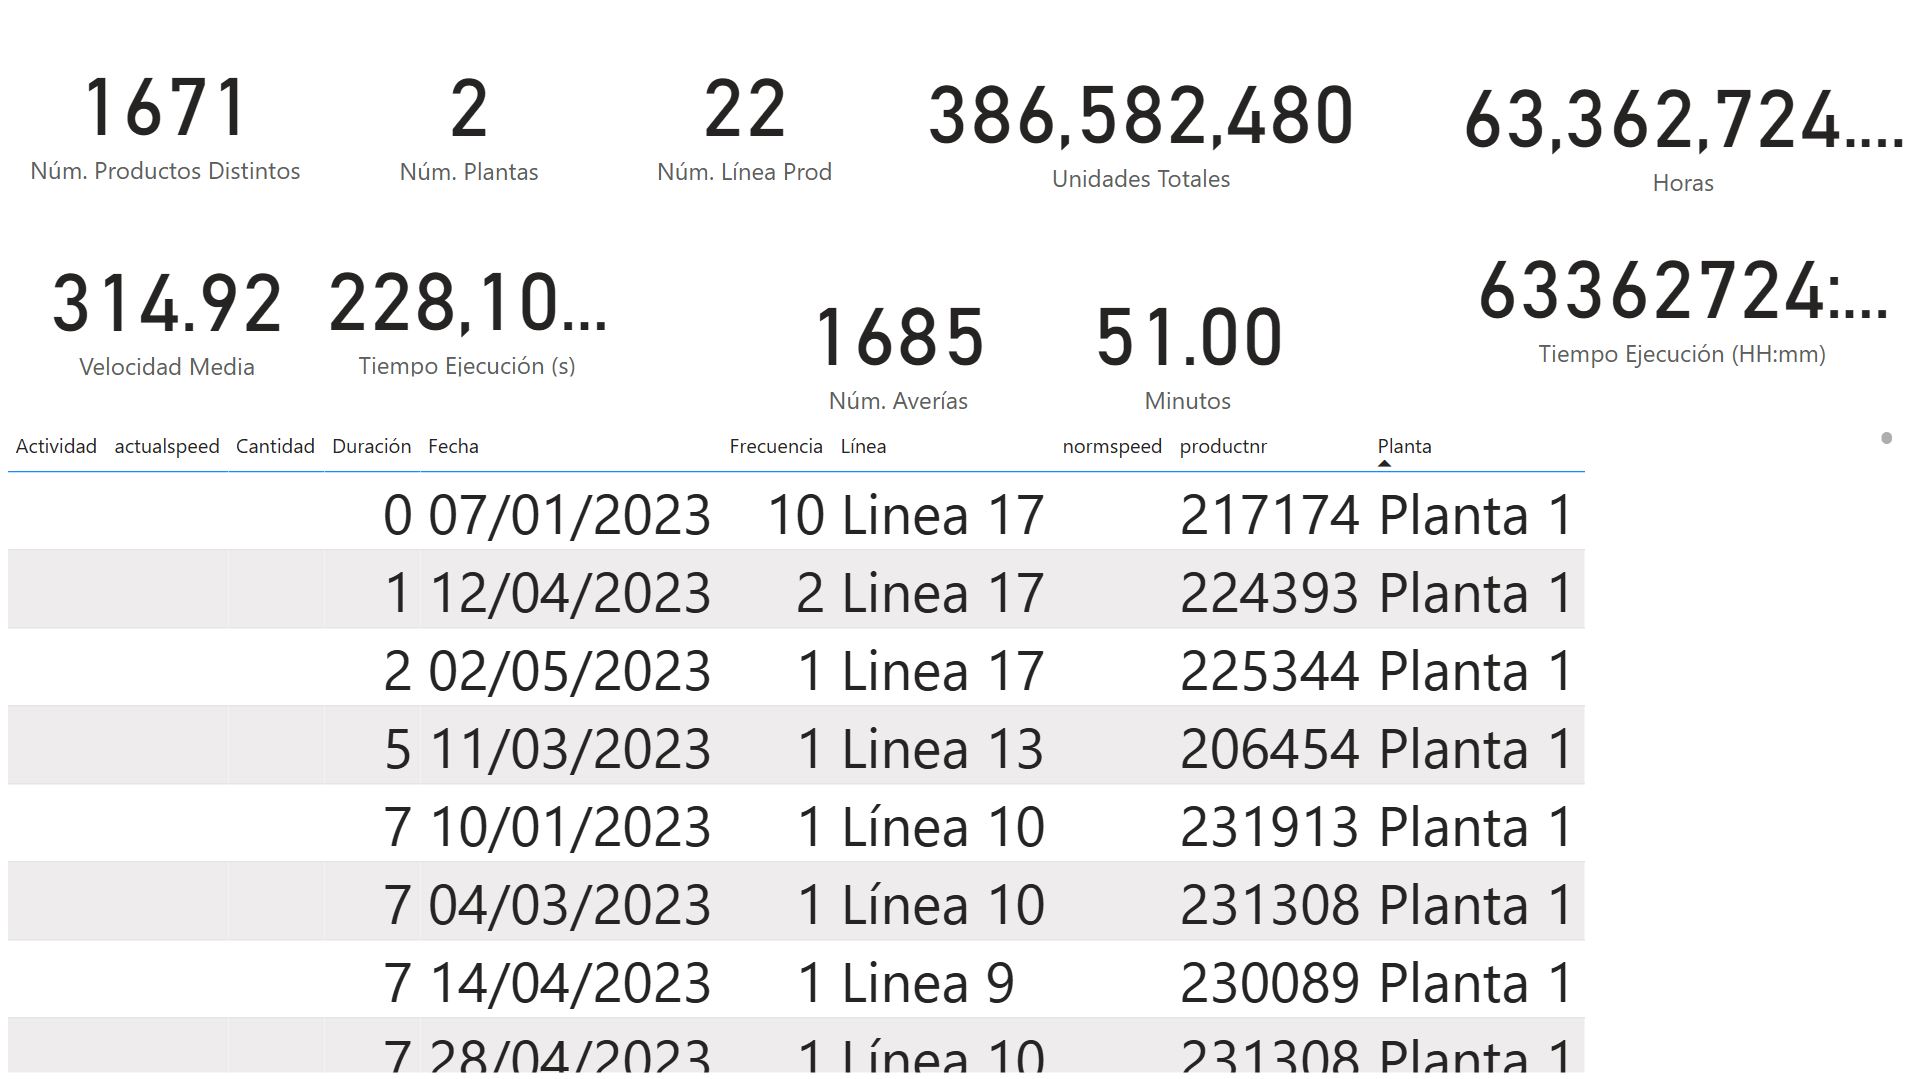 1671 2 22 386,582,480 63,362,724....
Núm. Productos Distintos Núm. Plantas Núm. Línea Prod Unidades Totales Horas
314.92 228,10... 1685 51.00 63362724:...
Velocidad Media Tiempo Ejecución (s) Núm. Averías Minutos Tiempo Ejecución (HH:mm)
Actividad actualspeed Cantidad Duración Fecha Frecuencia Línea normspeed productnr Planta
0 07/01/2023 10 Linea 17 217174 Planta 1
1 12/04/2023 2 Linea 17 224393 Planta 1
2 02/05/2023 1 Linea 17 225344 Planta 1
5 11/03/2023 1 Linea 13 206454 Planta 1
7 10/01/2023 1 Línea 10 231913 Planta 1
7 04/03/2023 1 Línea 10 231308 Planta 1
7 14/04/2023 1 Linea 9 230089 Planta 1
7 28/04/2023 1 Línea 10 231308 Planta 1